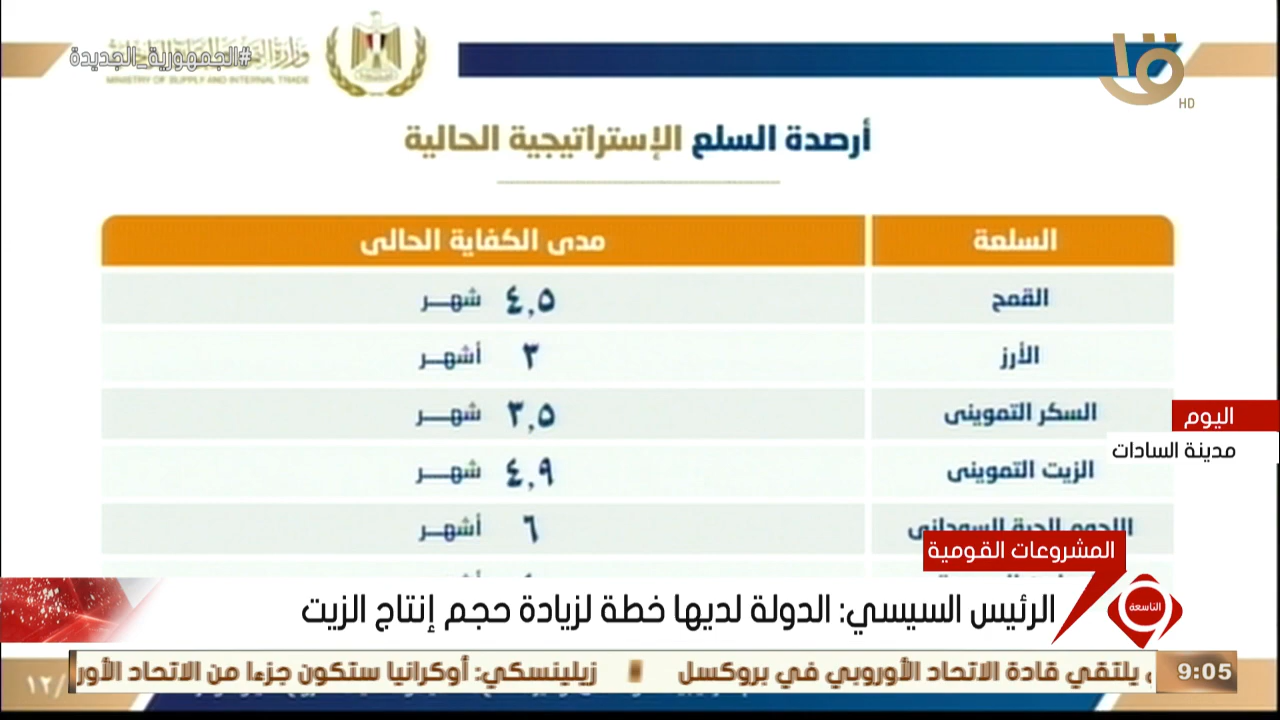 #الجمهورية_الجديدة
MINISTRY OF SUPPLY AND INTERNAL TRADE
HD
أرصدة السلع الإستراتيجية الحالية
السلعة مدى الكفاية الحالى
القمح ٤,٥ شهر
الأرز ٣ أشهر
السكر التموينى ٣,٥ شهر
الزيت التموينى ٤,٩ شهر
اللحوم الحية السودانى ٦ أشهر
اليوم
مدينة السادات
المشروعات القومية
التاسعة
الرئيس السيسي: الدولة لديها خطة لزيادة حجم إنتاج الزيت
يلتقي قادة الاتحاد الأوروبي في بروكسل زيلينسكي: أوكرانيا ستكون جزءا من الاتحاد
9:05